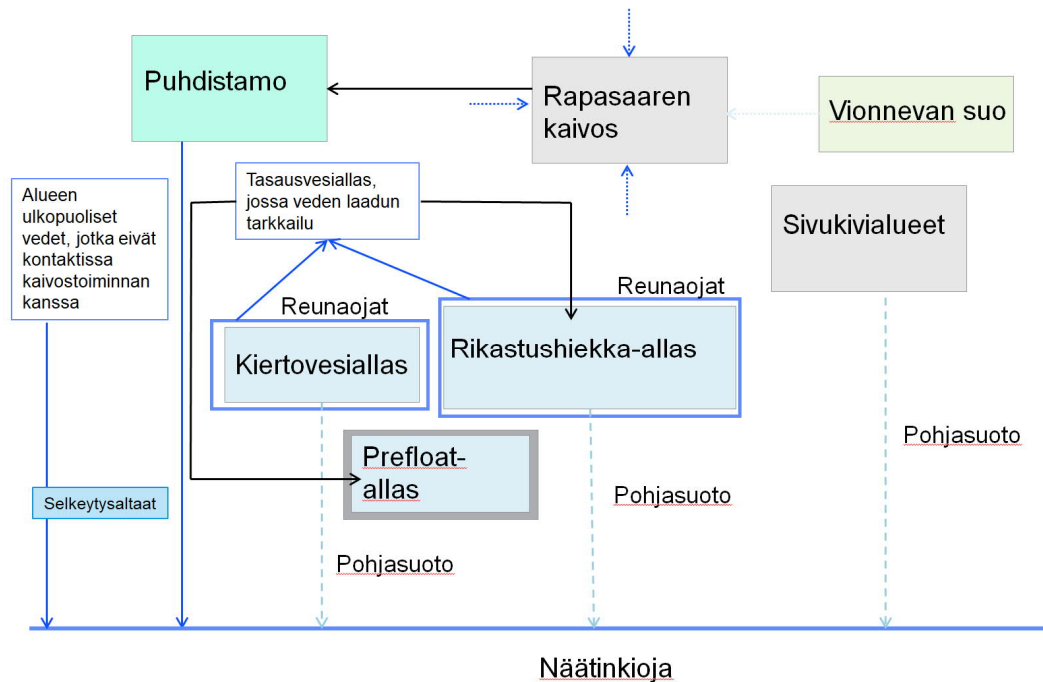 Puhdistamo
Rapasaaren
kaivos
Vionnevan suo
Alueen
ulkopuoliset
vedet, jotka eivät
kontaktissa
kaivostoiminnan
kanssa
Tasausvesiallas,
jossa veden laadun
tarkkailu
Sivukivialueet
Reunaojat
Reunaojat
Kiertovesiallas
Rikastushiekka-allas
Prefloat-
allas
Pohjasuoto
Selkeytysaltaat
Pohjasuoto
Pohjasuoto
Näätinkioja